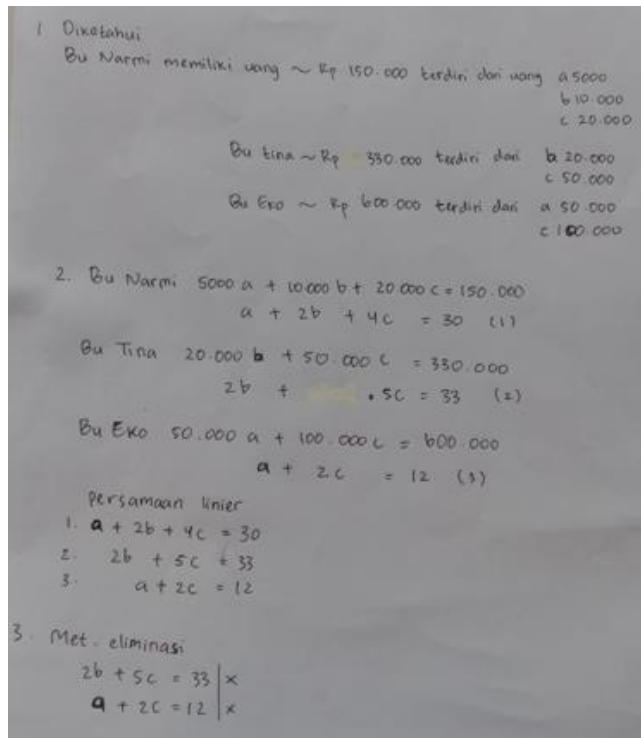 1 Diketahui
Bu Narmi memiliki uang ~ Rp 150.000 terdiri dari uang a 5000
b 10.000
c 20.000
Bu tina ~ Rp 330.000 terdiri dari b 20.000
c 50.000
Bu Eko ~ Rp 600.000 terdiri dari a 50.000
c 100.000
2. Bu Narmi 5000 a + 10.000 b + 20.000 c = 150.000
a + 2b + 4c = 30 (1)
Bu Tina 20.000 b + 50.000 c = 330.000
2b + . 5c = 33 (2)
Bu Eko 50.000 a + 100.000 c = 600.000
a + 2c = 12 (3)
persamaan linier
1. a + 2b + 4c = 30
2. 2b + 5c = 33
3. a + 2c = 12
3. Met. eliminasi
2b + 5c = 33 | x
a + 2c = 12 | x